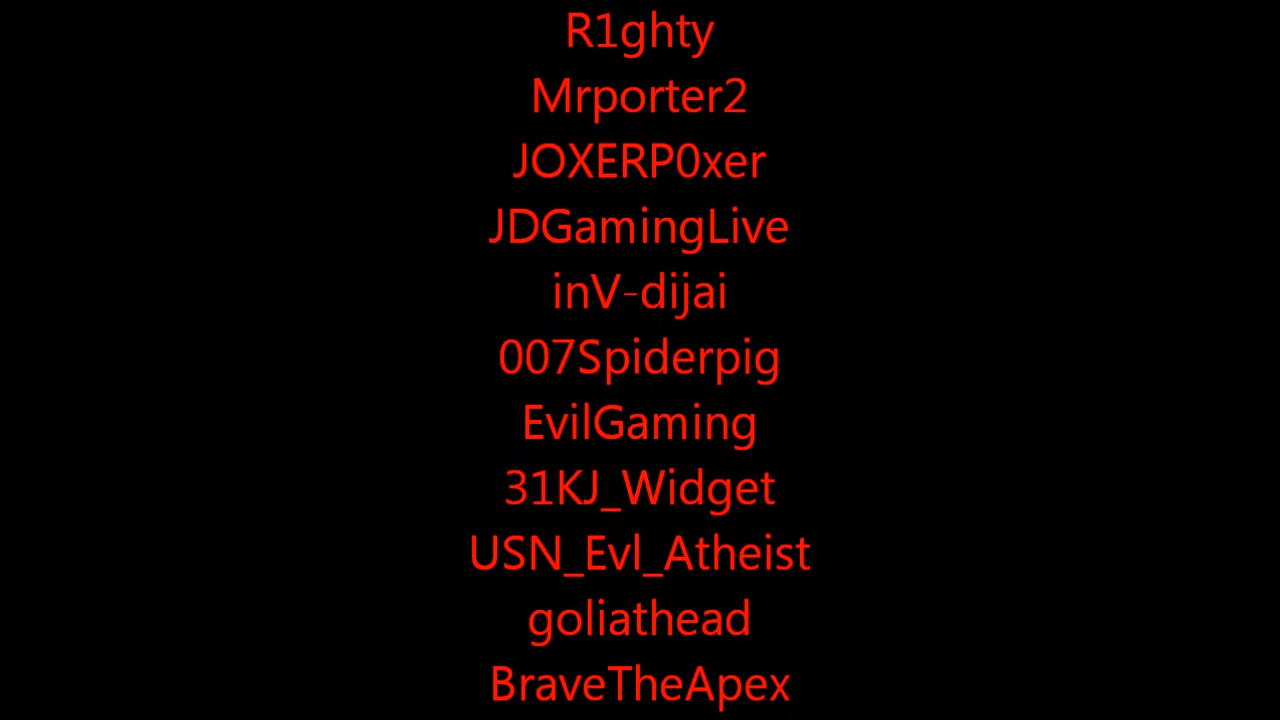 R1ghty
Mrporter2
JOXERP0xer
JDGamingLive
inV-dijai
007Spiderpig
EvilGaming
31KJ_Widget
USN_Evl_Atheist
goliathead
BraveTheApex